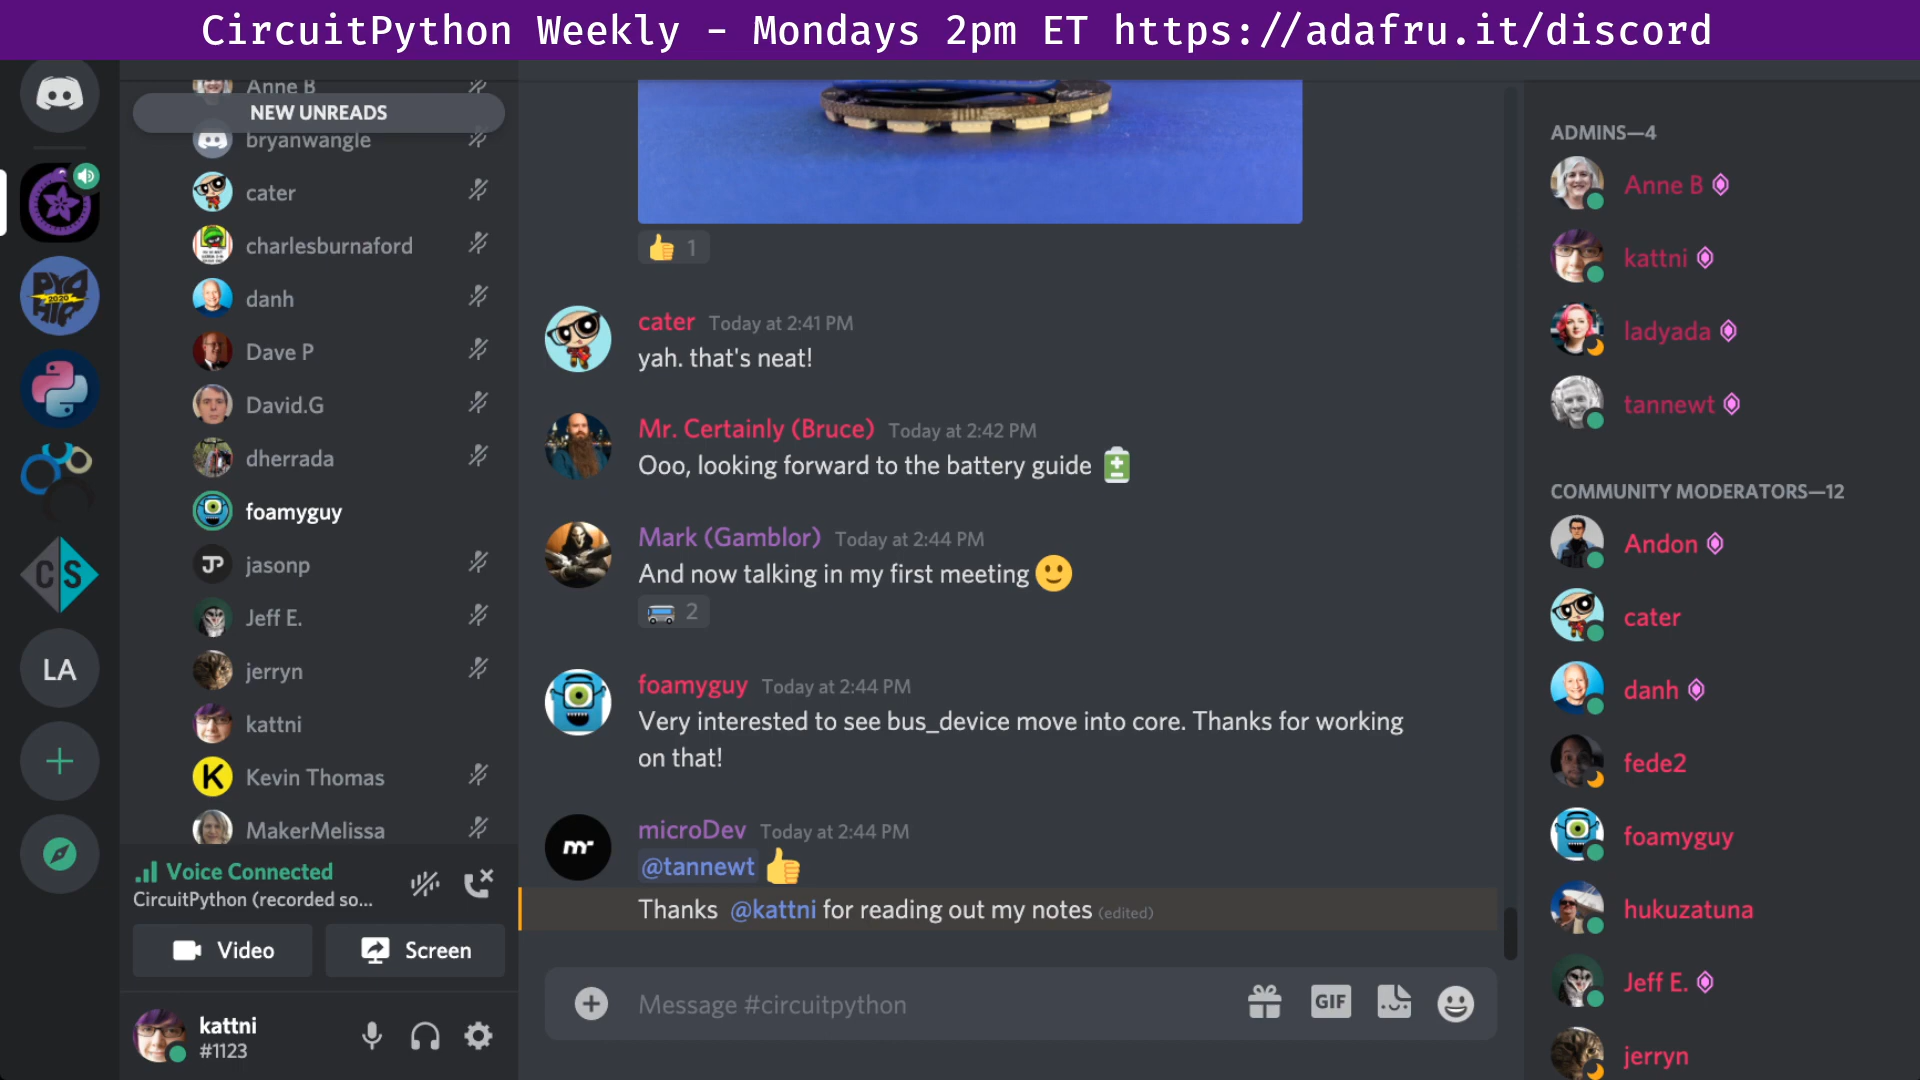 CircuitPython Weekly - Mondays 2pm ET https://adafru.it/discord
Anne B
NEW UNREADS
bryanwangle
cater
charlesburnaford
danh
Dave P
David.G
dherrada
foamyguy
JP
jasonp
Jeff E.
jerryn
kattni
K
Kevin Thomas
MakerMelissa
2020
CS
LA
Voice Connected
CircuitPython (recorded so...
Video
Screen
kattni
#1123
1
cater Today at 2:41 PM
yah. that's neat!
Mr. Certainly (Bruce) Today at 2:42 PM
Ooo, looking forward to the battery guide
Mark (Gamblor) Today at 2:44 PM
And now talking in my first meeting
2
foamyguy Today at 2:44 PM
Very interested to see bus_device move into core. Thanks for working
on that!
mr
microDev Today at 2:44 PM
@tannewt
Thanks @kattni for reading out my notes (edited)
Message #circuitpython
GIF
ADMINS—4
Anne B
kattni
ladyada
tannewt
COMMUNITY MODERATORS—12
Andon
cater
danh
fede2
foamyguy
hukuzatuna
Jeff E.
jerryn